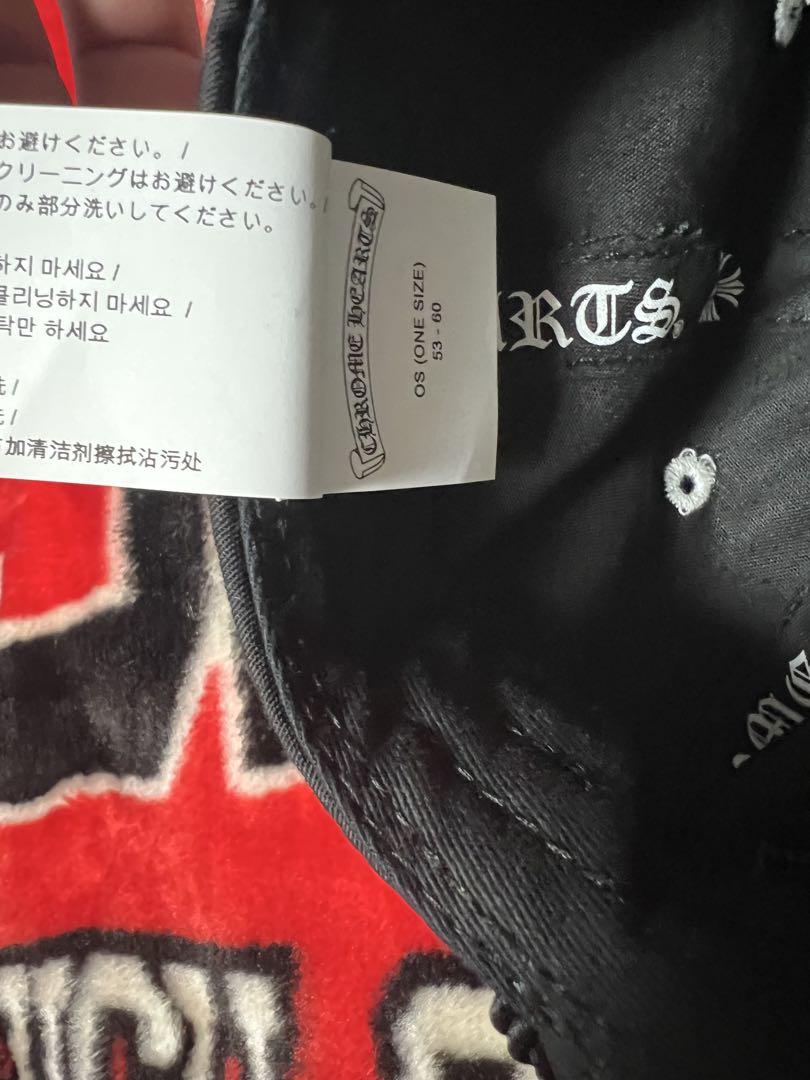 お避けください。/
クリーニングはお避けください。/
のみ部分洗いしてください。
하지 마세요 /
클리닝하지 마세요 /
탁만 하세요
洗 /
洗 /
加清洁剂擦拭沾污处
CHROME HEARTS
OS (ONE SIZE)
53 - 60
ARTS